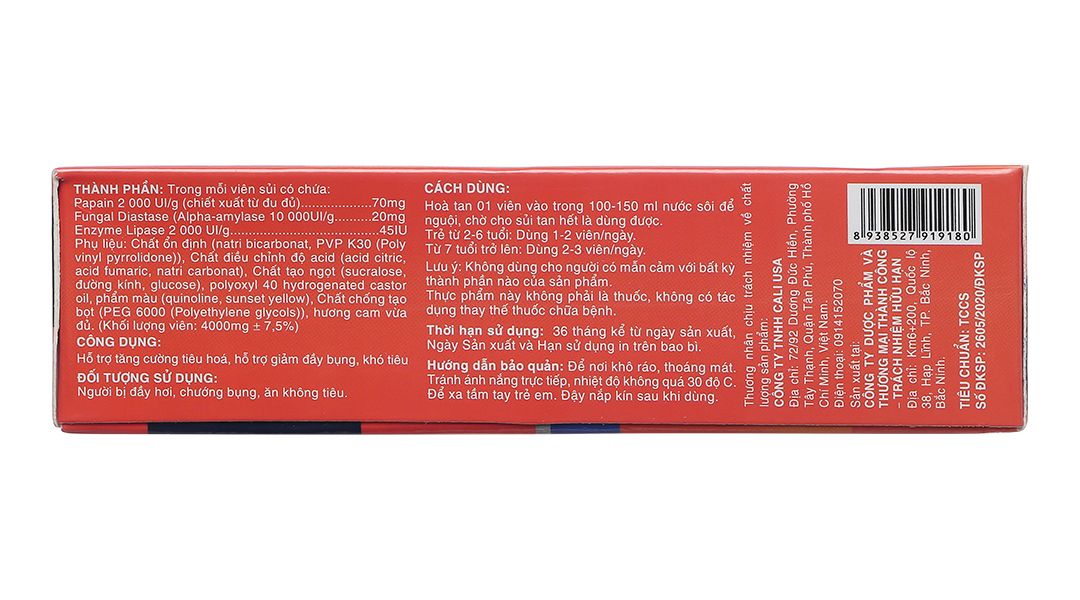 THÀNH PHẦN: Trong mỗi viên sủi có chứa:
Papain 2 000 UI/g (chiết xuất từ đu đủ)..........70mg
Fungal Diastase (Alpha-amylase 10 000UI/g..........20mg
Enzyme Lipase 2 000 UI/g..........45IU
Phụ liệu: Chất ổn định (natri bicarbonat, PVP K30 (Poly
vinyl pyrrolidone)), Chất điều chỉnh độ acid (acid citric,
acid fumaric, natri carbonat), Chất tạo ngọt (sucralose,
đường kính, glucose), polyoxyl 40 hydrogenated castor
oil, phẩm màu (quinoline, sunset yellow), Chất chống tạo
bọt (PEG 6000 (Polyethylene glycols)), hương cam vừa
đủ. (Khối lượng viên: 4000mg ± 7,5%)
CÔNG DỤNG:
Hỗ trợ tăng cường tiêu hoá, hỗ trợ giảm đầy bụng, khó tiêu
ĐỐI TƯỢNG SỬ DỤNG:
Người bị đầy hơi, chướng bụng, ăn không tiêu.
CÁCH DÙNG:
Hoà tan 01 viên vào trong 100-150 ml nước sôi để
nguội, chờ cho sủi tan hết là dùng được.
Trẻ từ 2-6 tuổi: Dùng 1-2 viên/ngày.
Từ 7 tuổi trở lên: Dùng 2-3 viên/ngày.
Lưu ý: Không dùng cho người có mẫn cảm với bất kỳ
thành phần nào của sản phẩm.
Thực phẩm này không phải là thuốc, không có tác
dụng thay thế thuốc chữa bệnh.
Thời hạn sử dụng: 36 tháng kể từ ngày sản xuất,
Ngày Sản xuất và Hạn sử dụng in trên bao bì.
Hướng dẫn bảo quản: Để nơi khô ráo, thoáng mát.
Tránh ánh nắng trực tiếp, nhiệt độ không quá 30 độ C.
Để xa tầm tay trẻ em. Đậy nắp kín sau khi dùng.
Thương nhân chịu trách nhiệm về chất
lượng sản phẩm:
CÔNG TY TNHH CALI USA
Địa chỉ: 72/92 Dương Đức Hiền, Phường
Tây Thạnh, Quận Tân Phú, Thành phố Hồ
Chí Minh, Việt Nam.
Điện thoại: 0914152070
Sản xuất tại:
CÔNG TY DƯỢC PHẨM VÀ
THƯƠNG MẠI THÀNH CÔNG
- TRÁCH NHIỆM HỮU HẠN
Địa chỉ: Km6+200, Quốc lộ
38, Hạp Lĩnh, TP. Bắc Ninh,
Bắc Ninh.
TIÊU CHUẨN: TCCS
Số ĐKSP: 2605/2020/ĐKSP
8 938527 919180